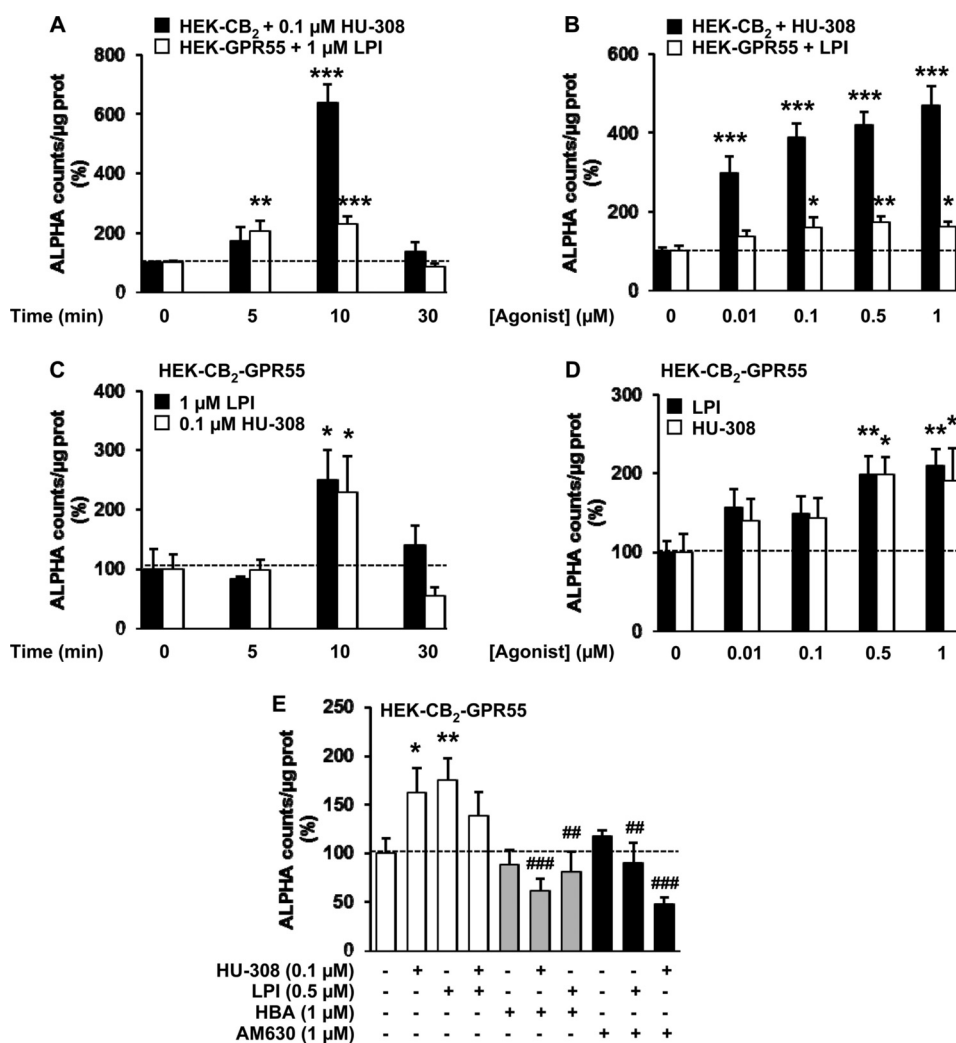 A
HEK-CB2 + 0.1 µM HU-308
HEK-GPR55 + 1 µM LPI
ALPHA counts/µg prot
(%)
800
600
400
200
0
***
** ***
Time (min) 0 5 10 30
B
HEK-CB2 + HU-308
HEK-GPR55 + LPI
ALPHA counts/µg prot
(%)
600
400
200
0
*** *** *** ***
* ** *
[Agonist] (µM) 0 0.01 0.1 0.5 1
C
HEK-CB2-GPR55
1 µM LPI
0.1 µM HU-308
ALPHA counts/µg prot
(%)
400
300
200
100
0
* *
Time (min) 0 5 10 30
D
HEK-CB2-GPR55
LPI
HU-308
ALPHA counts/µg prot
(%)
300
200
100
0
** * ** *
[Agonist] (µM) 0 0.01 0.1 0.5 1
E
HEK-CB2-GPR55
ALPHA counts/µg prot
(%)
250
200
150
100
50
0
* **
### ## ## ###
HU-308 (0.1 µM) - + - + - + - - - +
LPI (0.5 µM) - - + + - - + - + -
HBA (1 µM) - - - - + + + - - -
AM630 (1 µM) - - - - - - - + + +